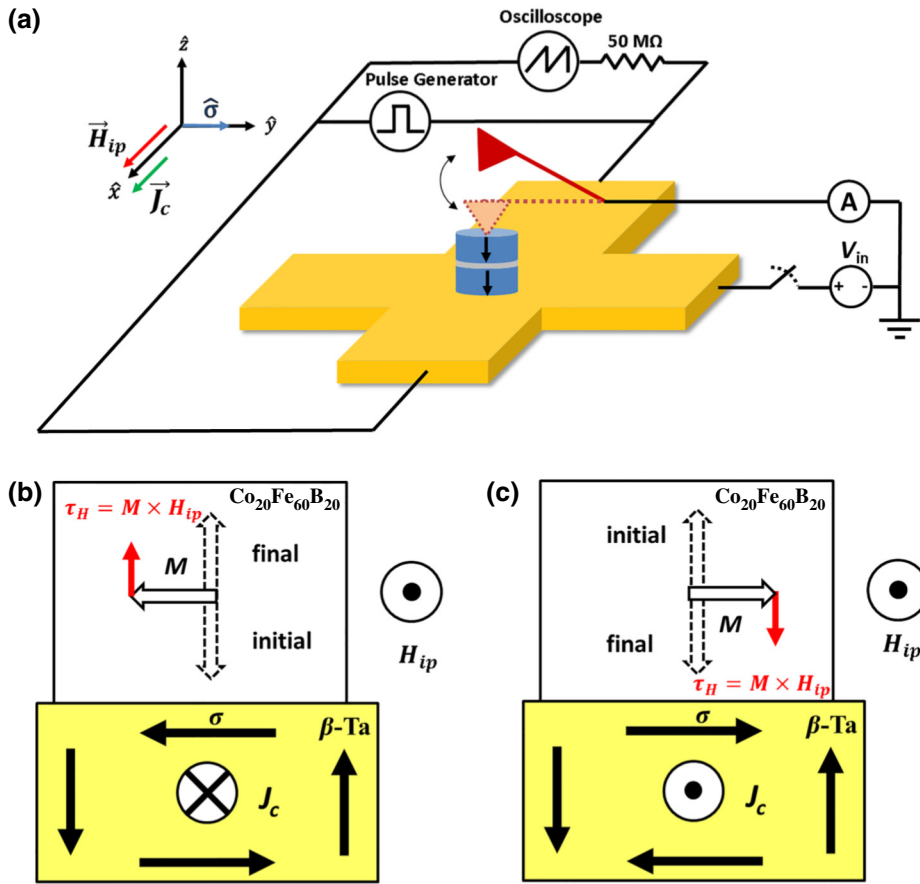 (a)
Oscilloscope
50 MΩ
Pulse Generator
ẑ
σ̂
ŷ
H⃗ip
x̂
J⃗c
A
Vin
+ -
(b)
Co20Fe60B20
τH = M × Hip
final
M
initial
Hip
σ
β-Ta
Jc
(c)
Co20Fe60B20
initial
M
final
Hip
τH = M × Hip
σ
β-Ta
Jc